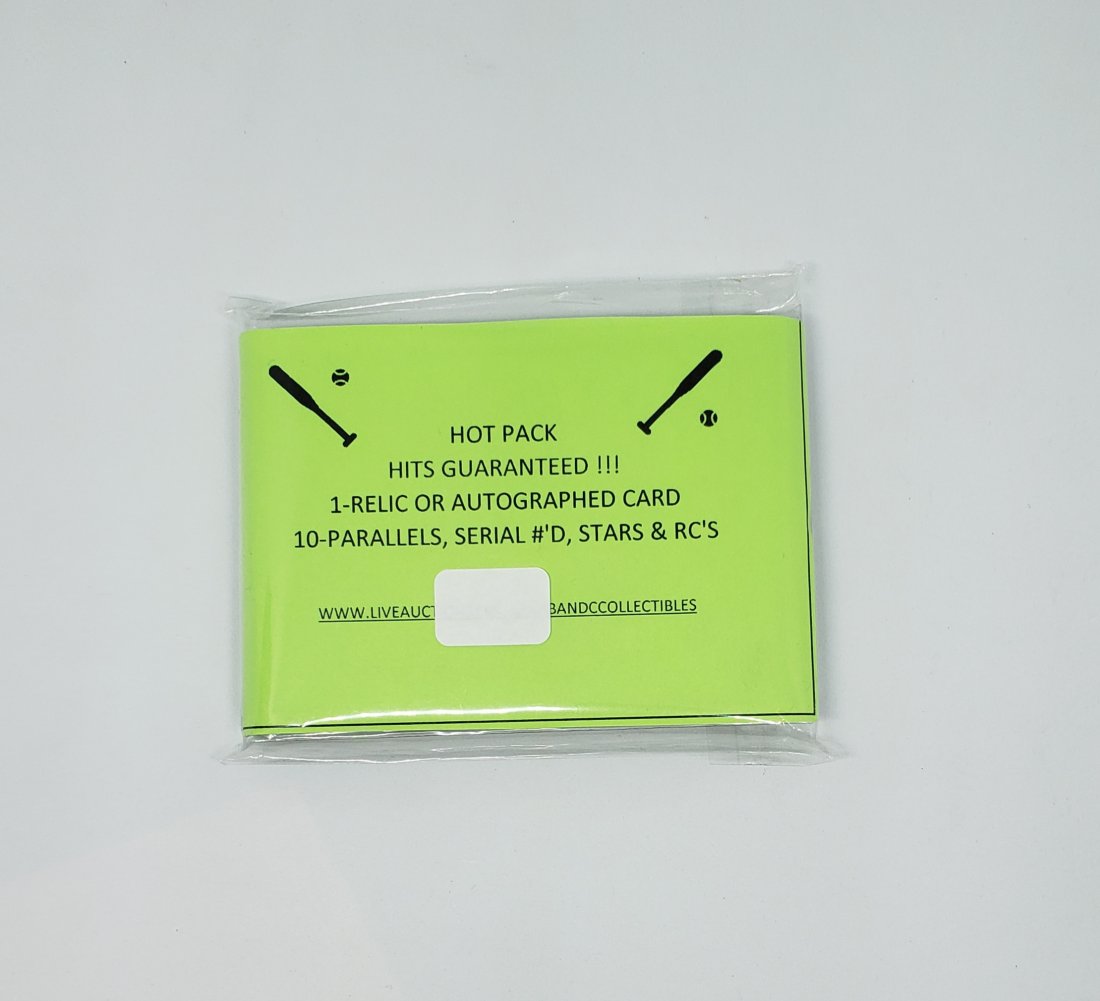 HOT PACK
HITS GUARANTEED !!!
1-RELIC OR AUTOGRAPHED CARD
10-PARALLELS, SERIAL #'D, STARS & RC'S
WWW.LIVEAUCT BANDCCOLLECTIBLES